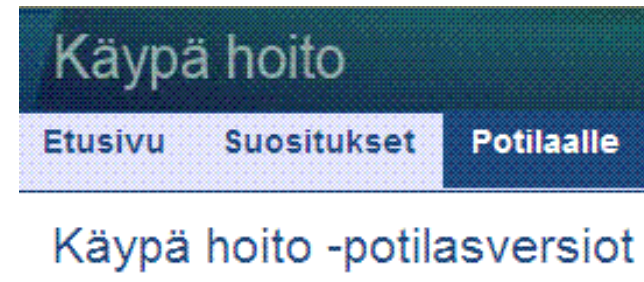 Käypä hoito
Etusivu Suositukset Potilaalle
Käypä hoito -potilasversiot